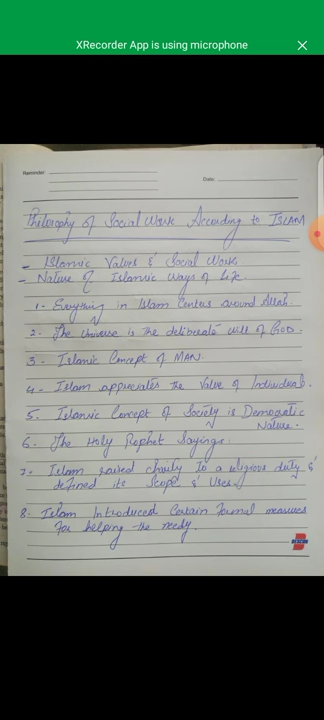 XRecorder App is using microphone
Reminder:
Date:
Philosophy of Social Work According to ISLAM
- Islamic Values & Social Work
- Nature of Islamic ways of Life
1- Erything in Islam Centers around Allah.
2- The Universe is the deliberate will of GOD.
3- Islamic Concept of MAN.
4- Islam appreciates the Value of Individual.
5. Islamic Concept of Society is Democratic
Nature.
6- The Holy Prophet Sayings:
7. Islam raised charity to a religious duty &
defined its Scope & Uses.
8- Islam Introduced Certain Formal measures
For helping the needy.